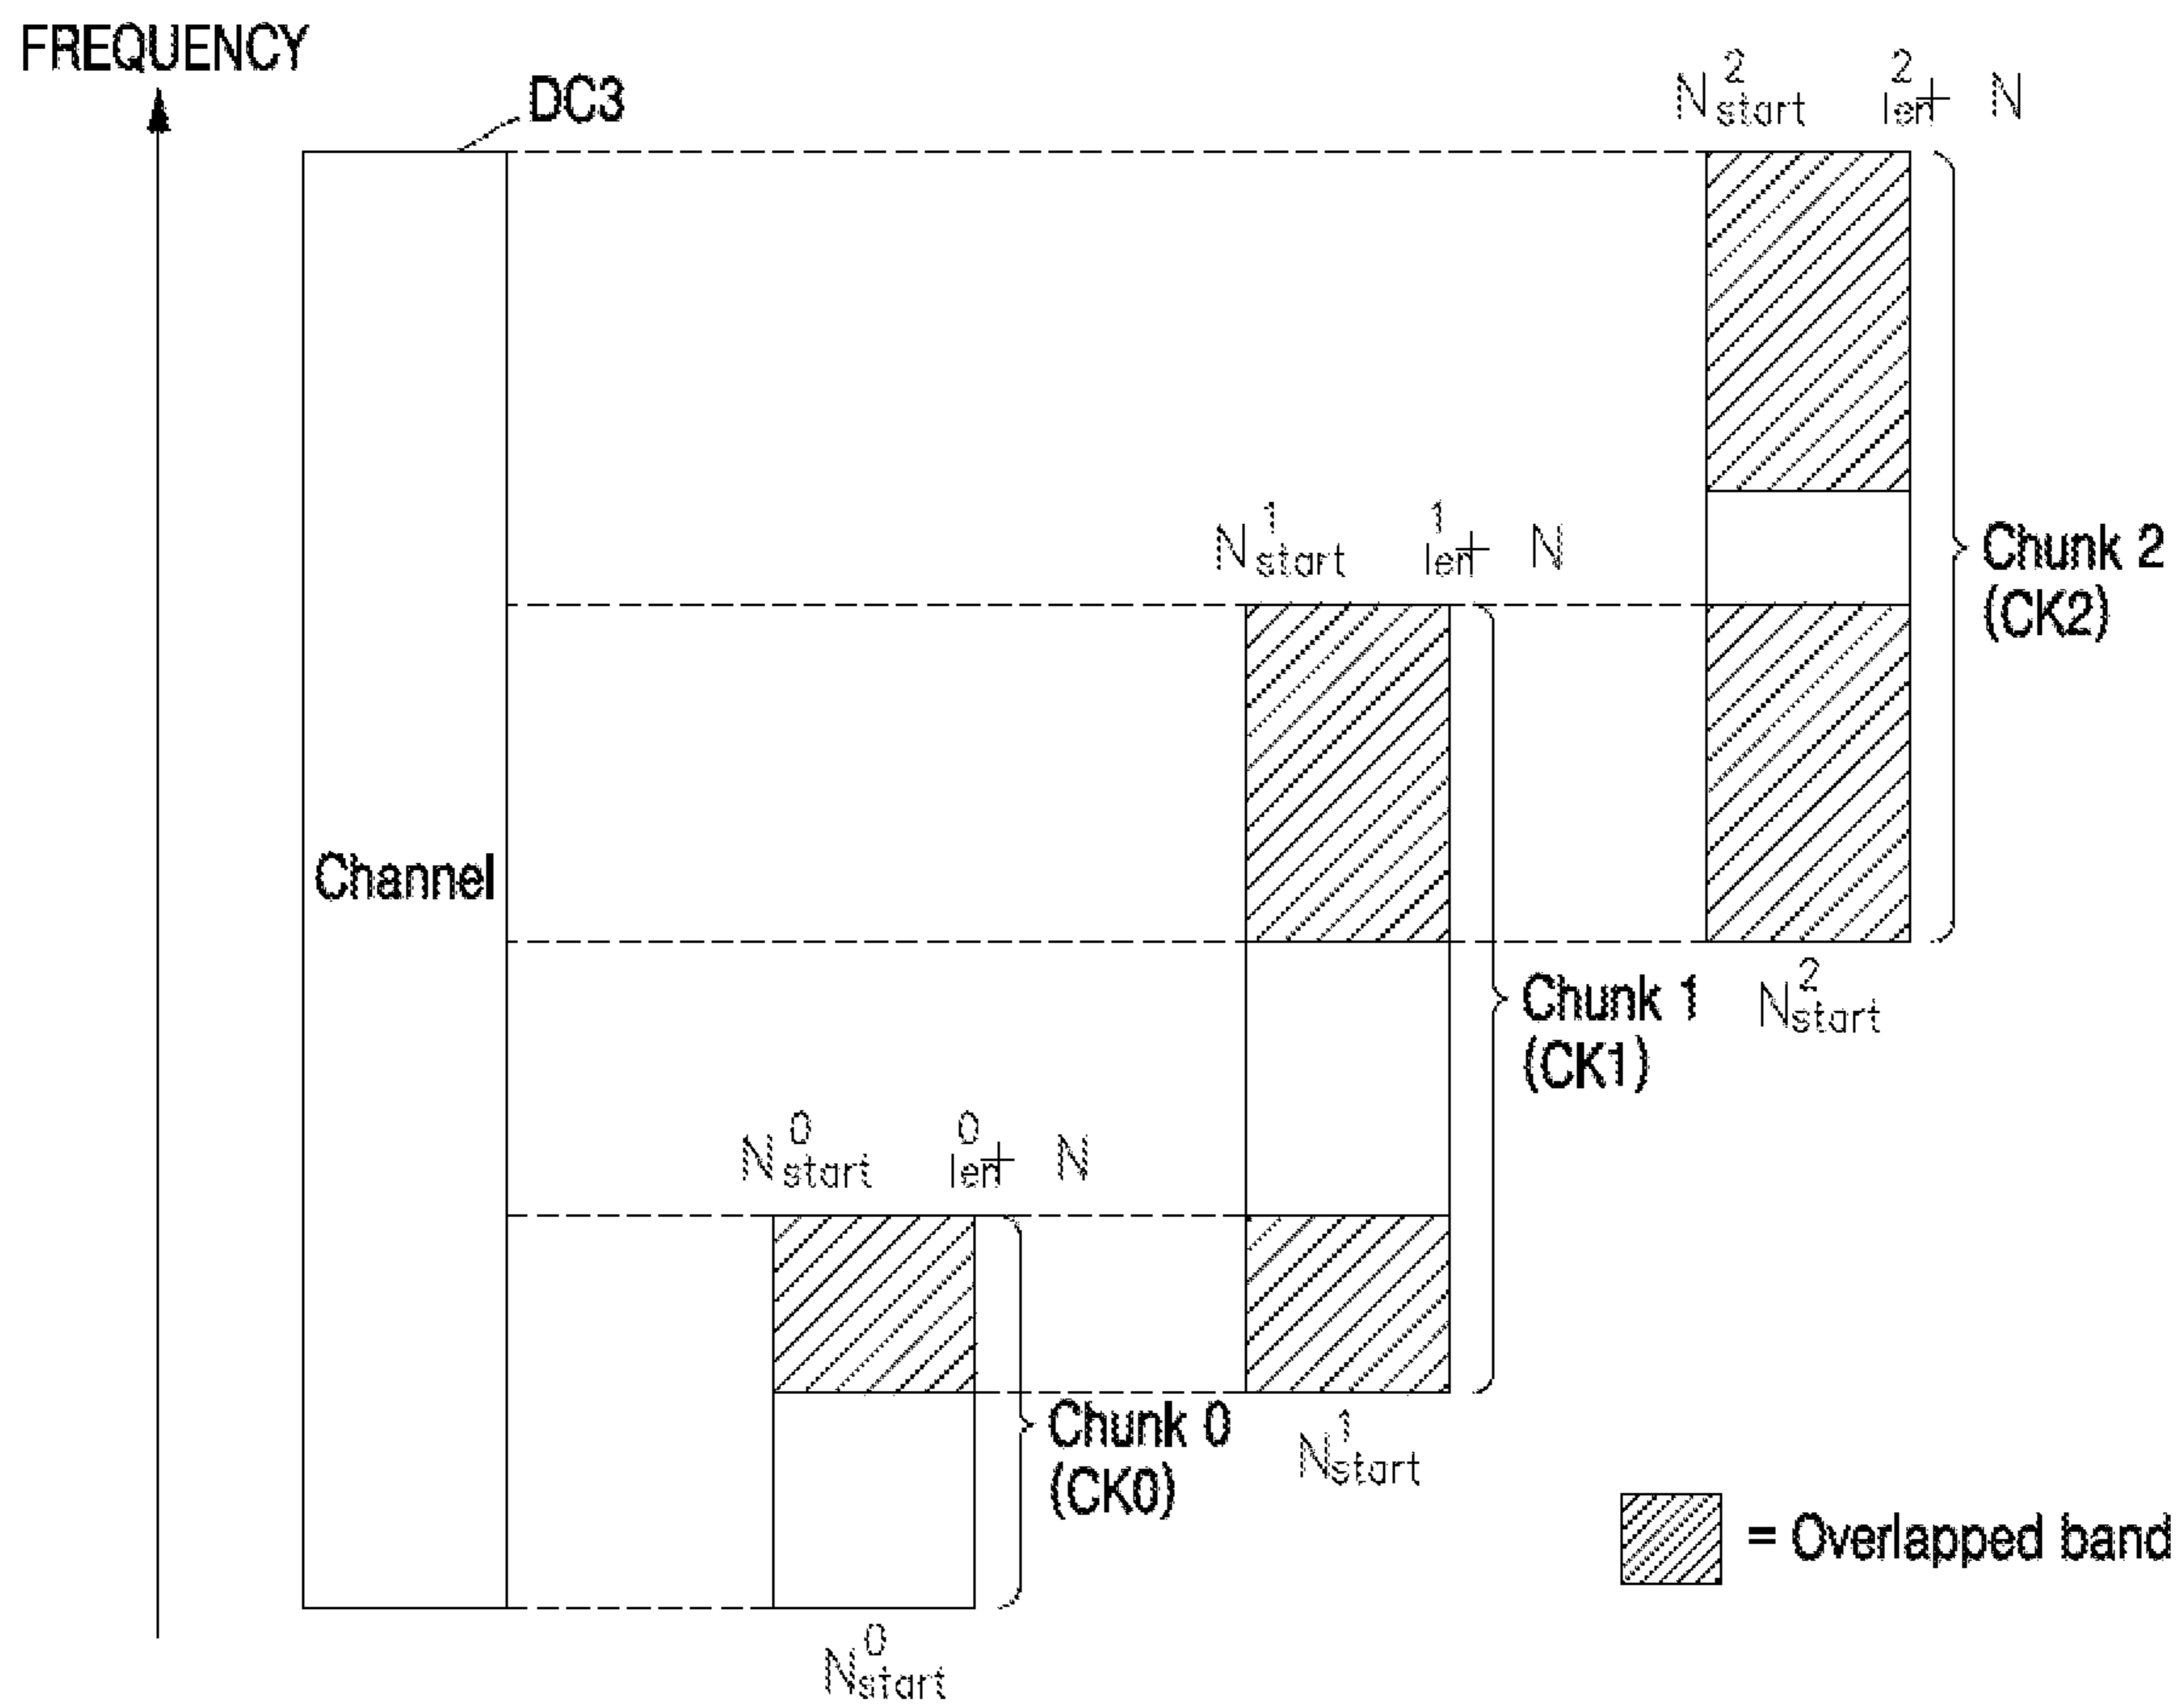 FREQUENCY
DC3
N 2 start 2 len + N
N 1 start 1 len + N
Chunk 2
(CK2)
Channel
N 2 start
Chunk 1
(CK1)
N 0 start 0 len + N
Chunk 0
(CK0)
N 1 start
= Overlapped band
N 0 start